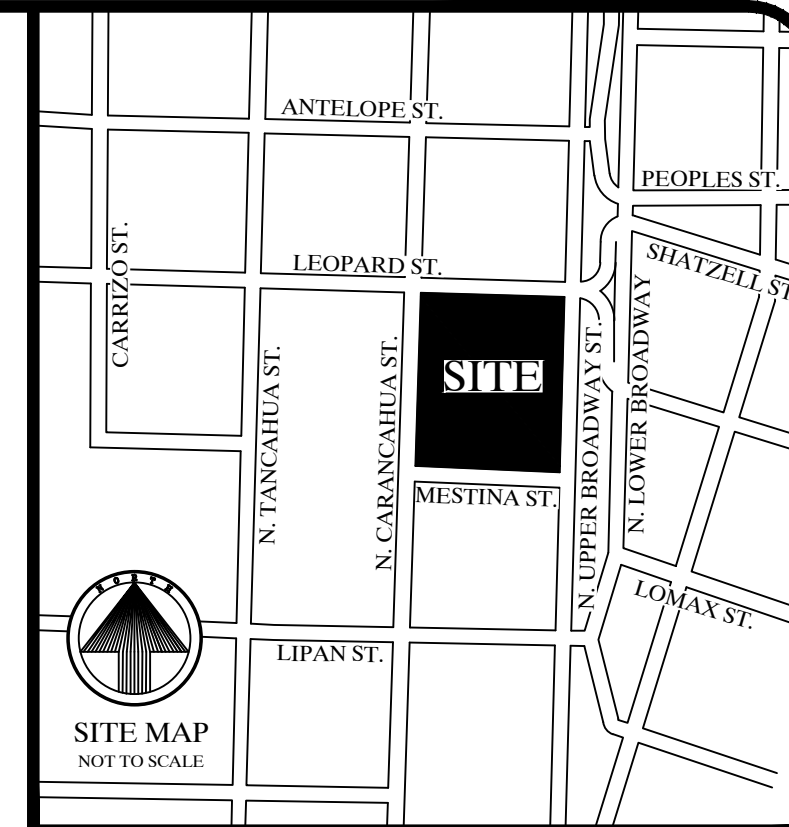 ANTELOPE ST.
PEOPLES ST.
SHATZELL ST
LEOPARD ST.
CARRIZO ST.
N. TANCAHUA ST.
N. CARANCAHUA ST.
SITE
N. UPPER BROADWAY ST.
N. LOWER BROADWAY
MESTINA ST.
LOMAX ST.
LIPAN ST.
NORTH
SITE MAP
NOT TO SCALE